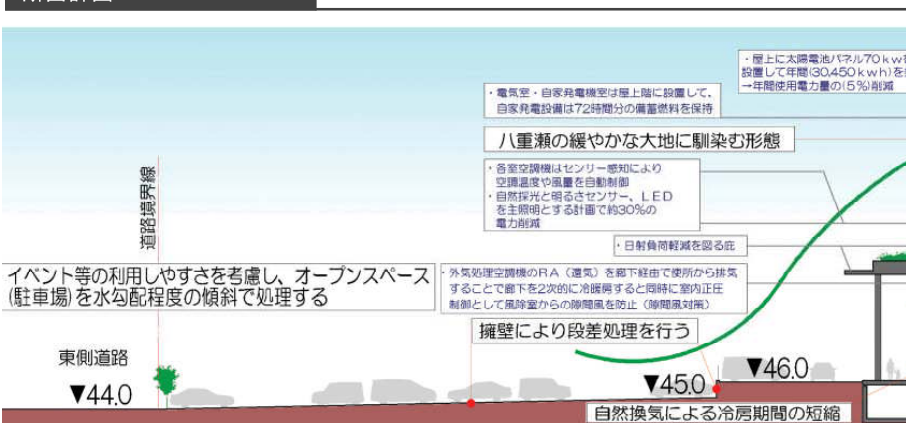 ・屋上に太陽電池パネル70kw
設置して年間(30,450kwh)を
→年間使用電力量の(5%)削減
・電気室・自家発電機室は屋上階に設置して、
自家発電設備は72時間分の備蓄燃料を保持
八重瀬の緩やかな大地に馴染む形態
・各室空調機はセンサリー感知により
空調温度や風量を自動制御
・自然採光と明るさセンサー、LED
を主照明とする計画で約30%の
電力削減
道路境界線
・日射負荷軽減を図る庇
イベント等の利用しやすさを考慮し、オープンスペース
(駐車場)を水勾配程度の傾斜で処理する
・外気処理空調機のRA(還気)を廊下経由で便所から排気
することで廊下を2次的に冷暖房すると同時に室内正圧
制御として風除室からの隙間風を防止(隙間風対策)
擁壁により段差処理を行う
東側道路
▼44.0
▼45.0
▼46.0
自然換気による冷房期間の短縮